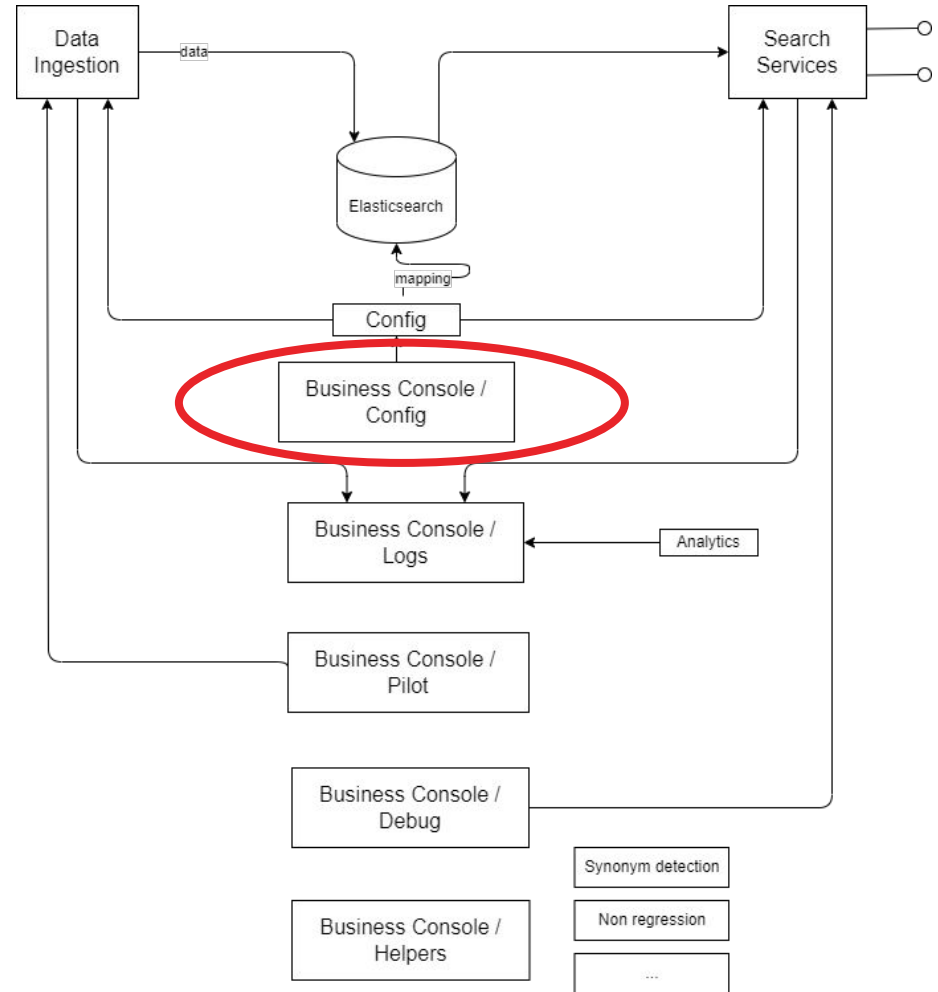 Data
Ingestion
data
Search
Services
Elasticsearch
mapping
Config
Business Console /
Config
Business Console /
Logs
Analytics
Business Console /
Pilot
Business Console /
Debug
Synonym detection
Business Console /
Helpers
Non regression
...